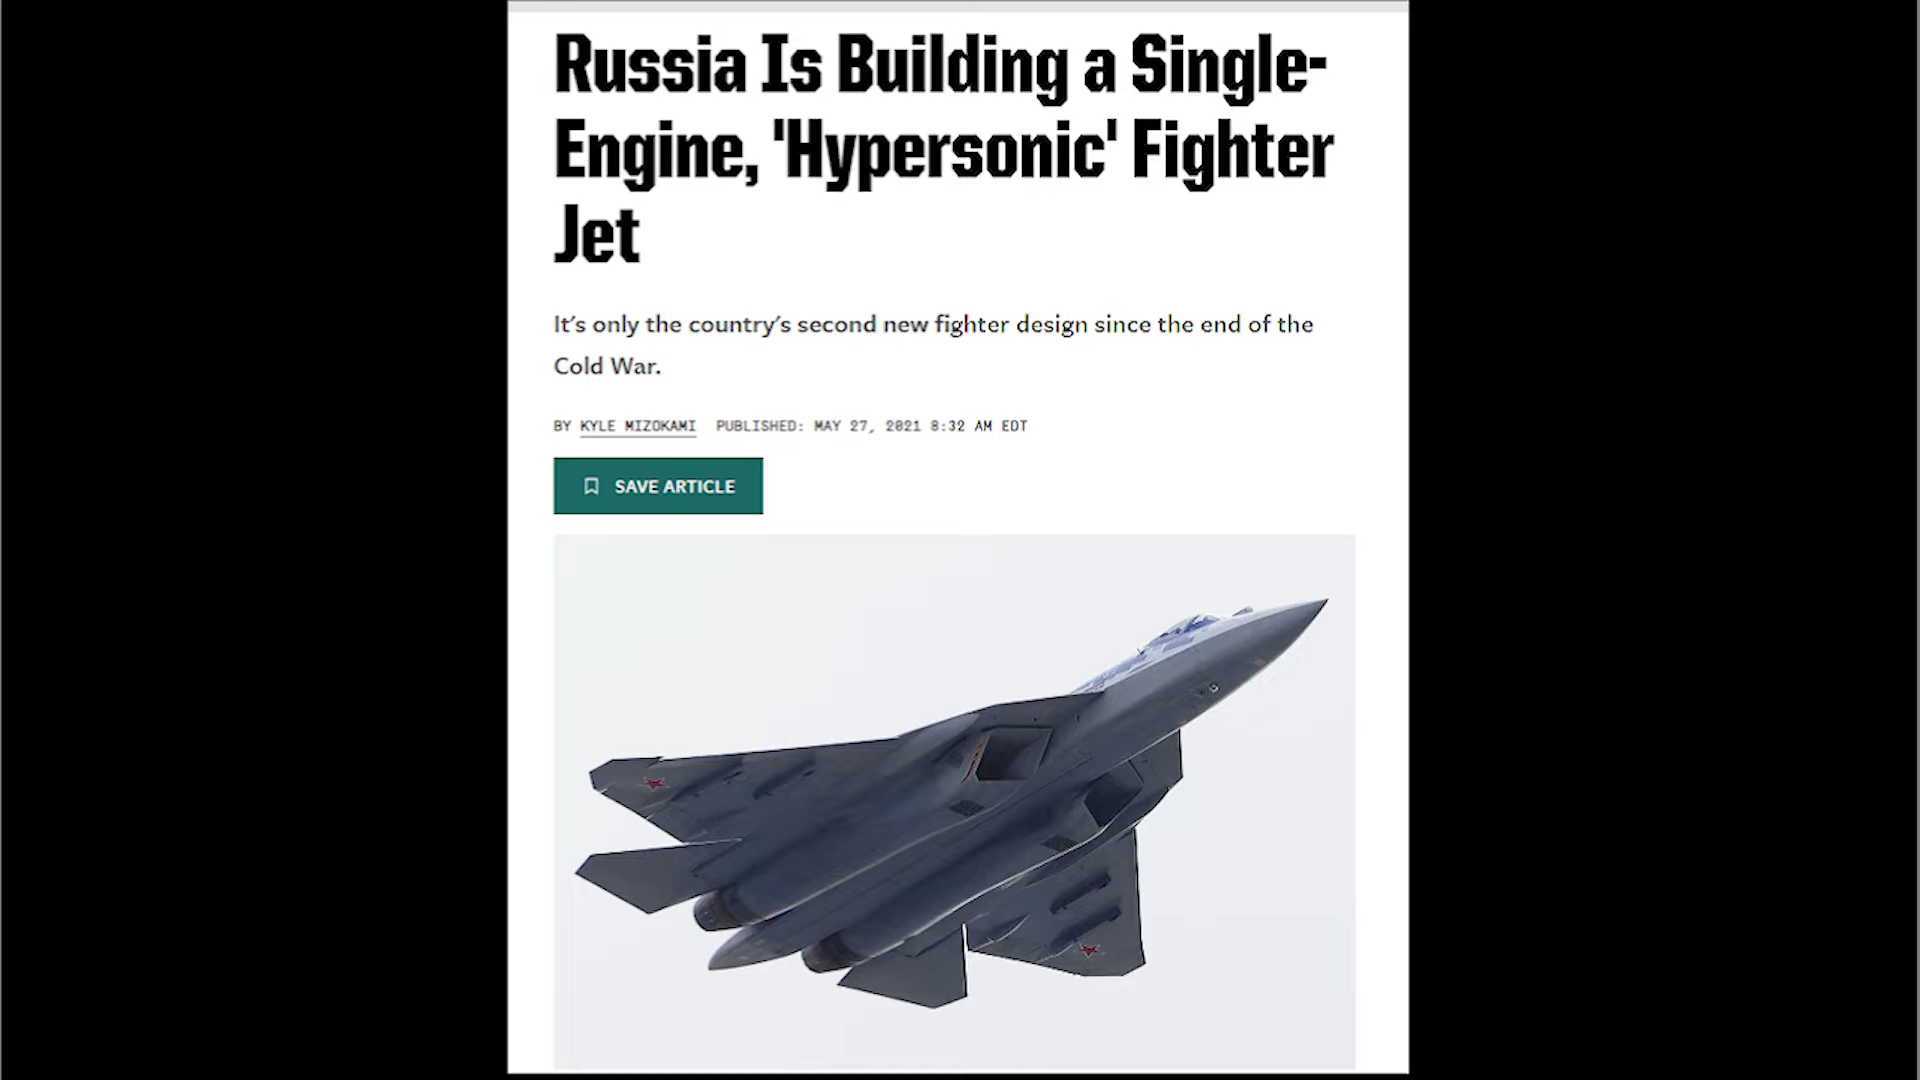 Russia Is Building a Single-
Engine, 'Hypersonic' Fighter
Jet
It's only the country's second new fighter design since the end of the
Cold War.
BY KYLE MIZOKAMI PUBLISHED: MAY 27, 2021 8:32 AM EDT
SAVE ARTICLE